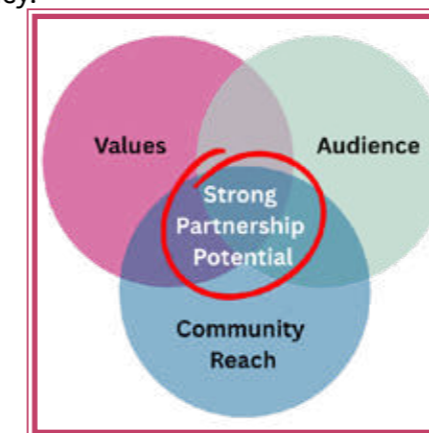 Values
Audience
Strong
Partnership
Potential
Community
Reach